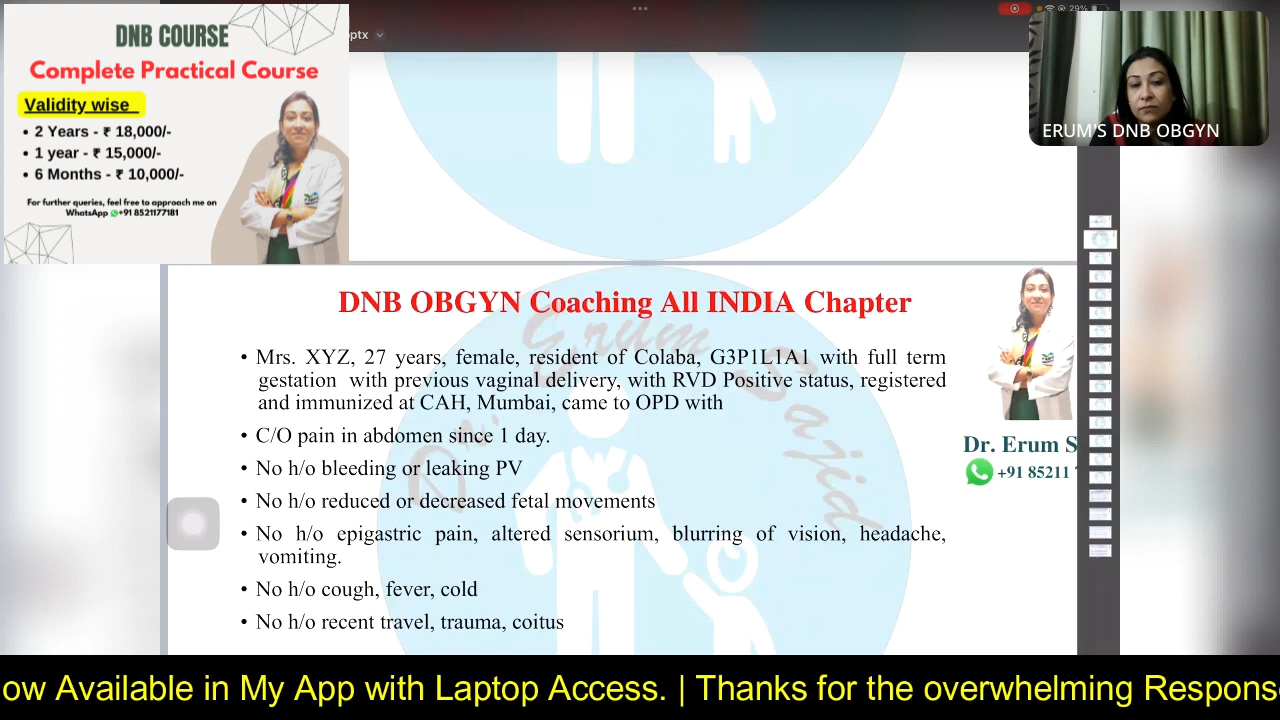 DNB COURSE
Complete Practical Course
Validity wise
• 2 Years - ₹ 18,000/-
• 1 year - ₹ 15,000/-
• 6 Months - ₹ 10,000/-
For further queries, feel free to approach me on
WhatsApp +91 8521177181
pptx
29%
ERUM'S DNB OBGYN
DNB OBGYN Coaching All INDIA Chapter
• Mrs. XYZ, 27 years, female, resident of Colaba, G3P1L1A1 with full term
gestation with previous vaginal delivery, with RVD Positive status, registered
and immunized at CAH, Mumbai, came to OPD with
• C/O pain in abdomen since 1 day.
• No h/o bleeding or leaking PV
• No h/o reduced or decreased fetal movements
• No h/o epigastric pain, altered sensorium, blurring of vision, headache,
vomiting.
• No h/o cough, fever, cold
• No h/o recent travel, trauma, coitus
Dr. Erum Sajid
Dr. Erum S
+91 85211
ow Available in My App with Laptop Access. | Thanks for the overwhelming Respons